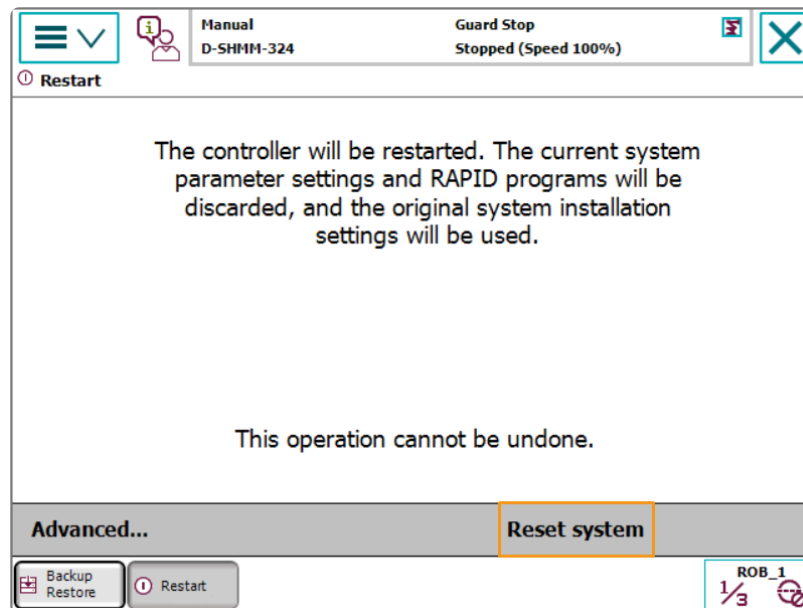 Manual
D-SHMM-324
Guard Stop
Stopped (Speed 100%)
Restart
The controller will be restarted. The current system
parameter settings and RAPID programs will be
discarded, and the original system installation
settings will be used.
This operation cannot be undone.
Advanced...
Reset system
Backup
Restore
Restart
ROB_1
1/3